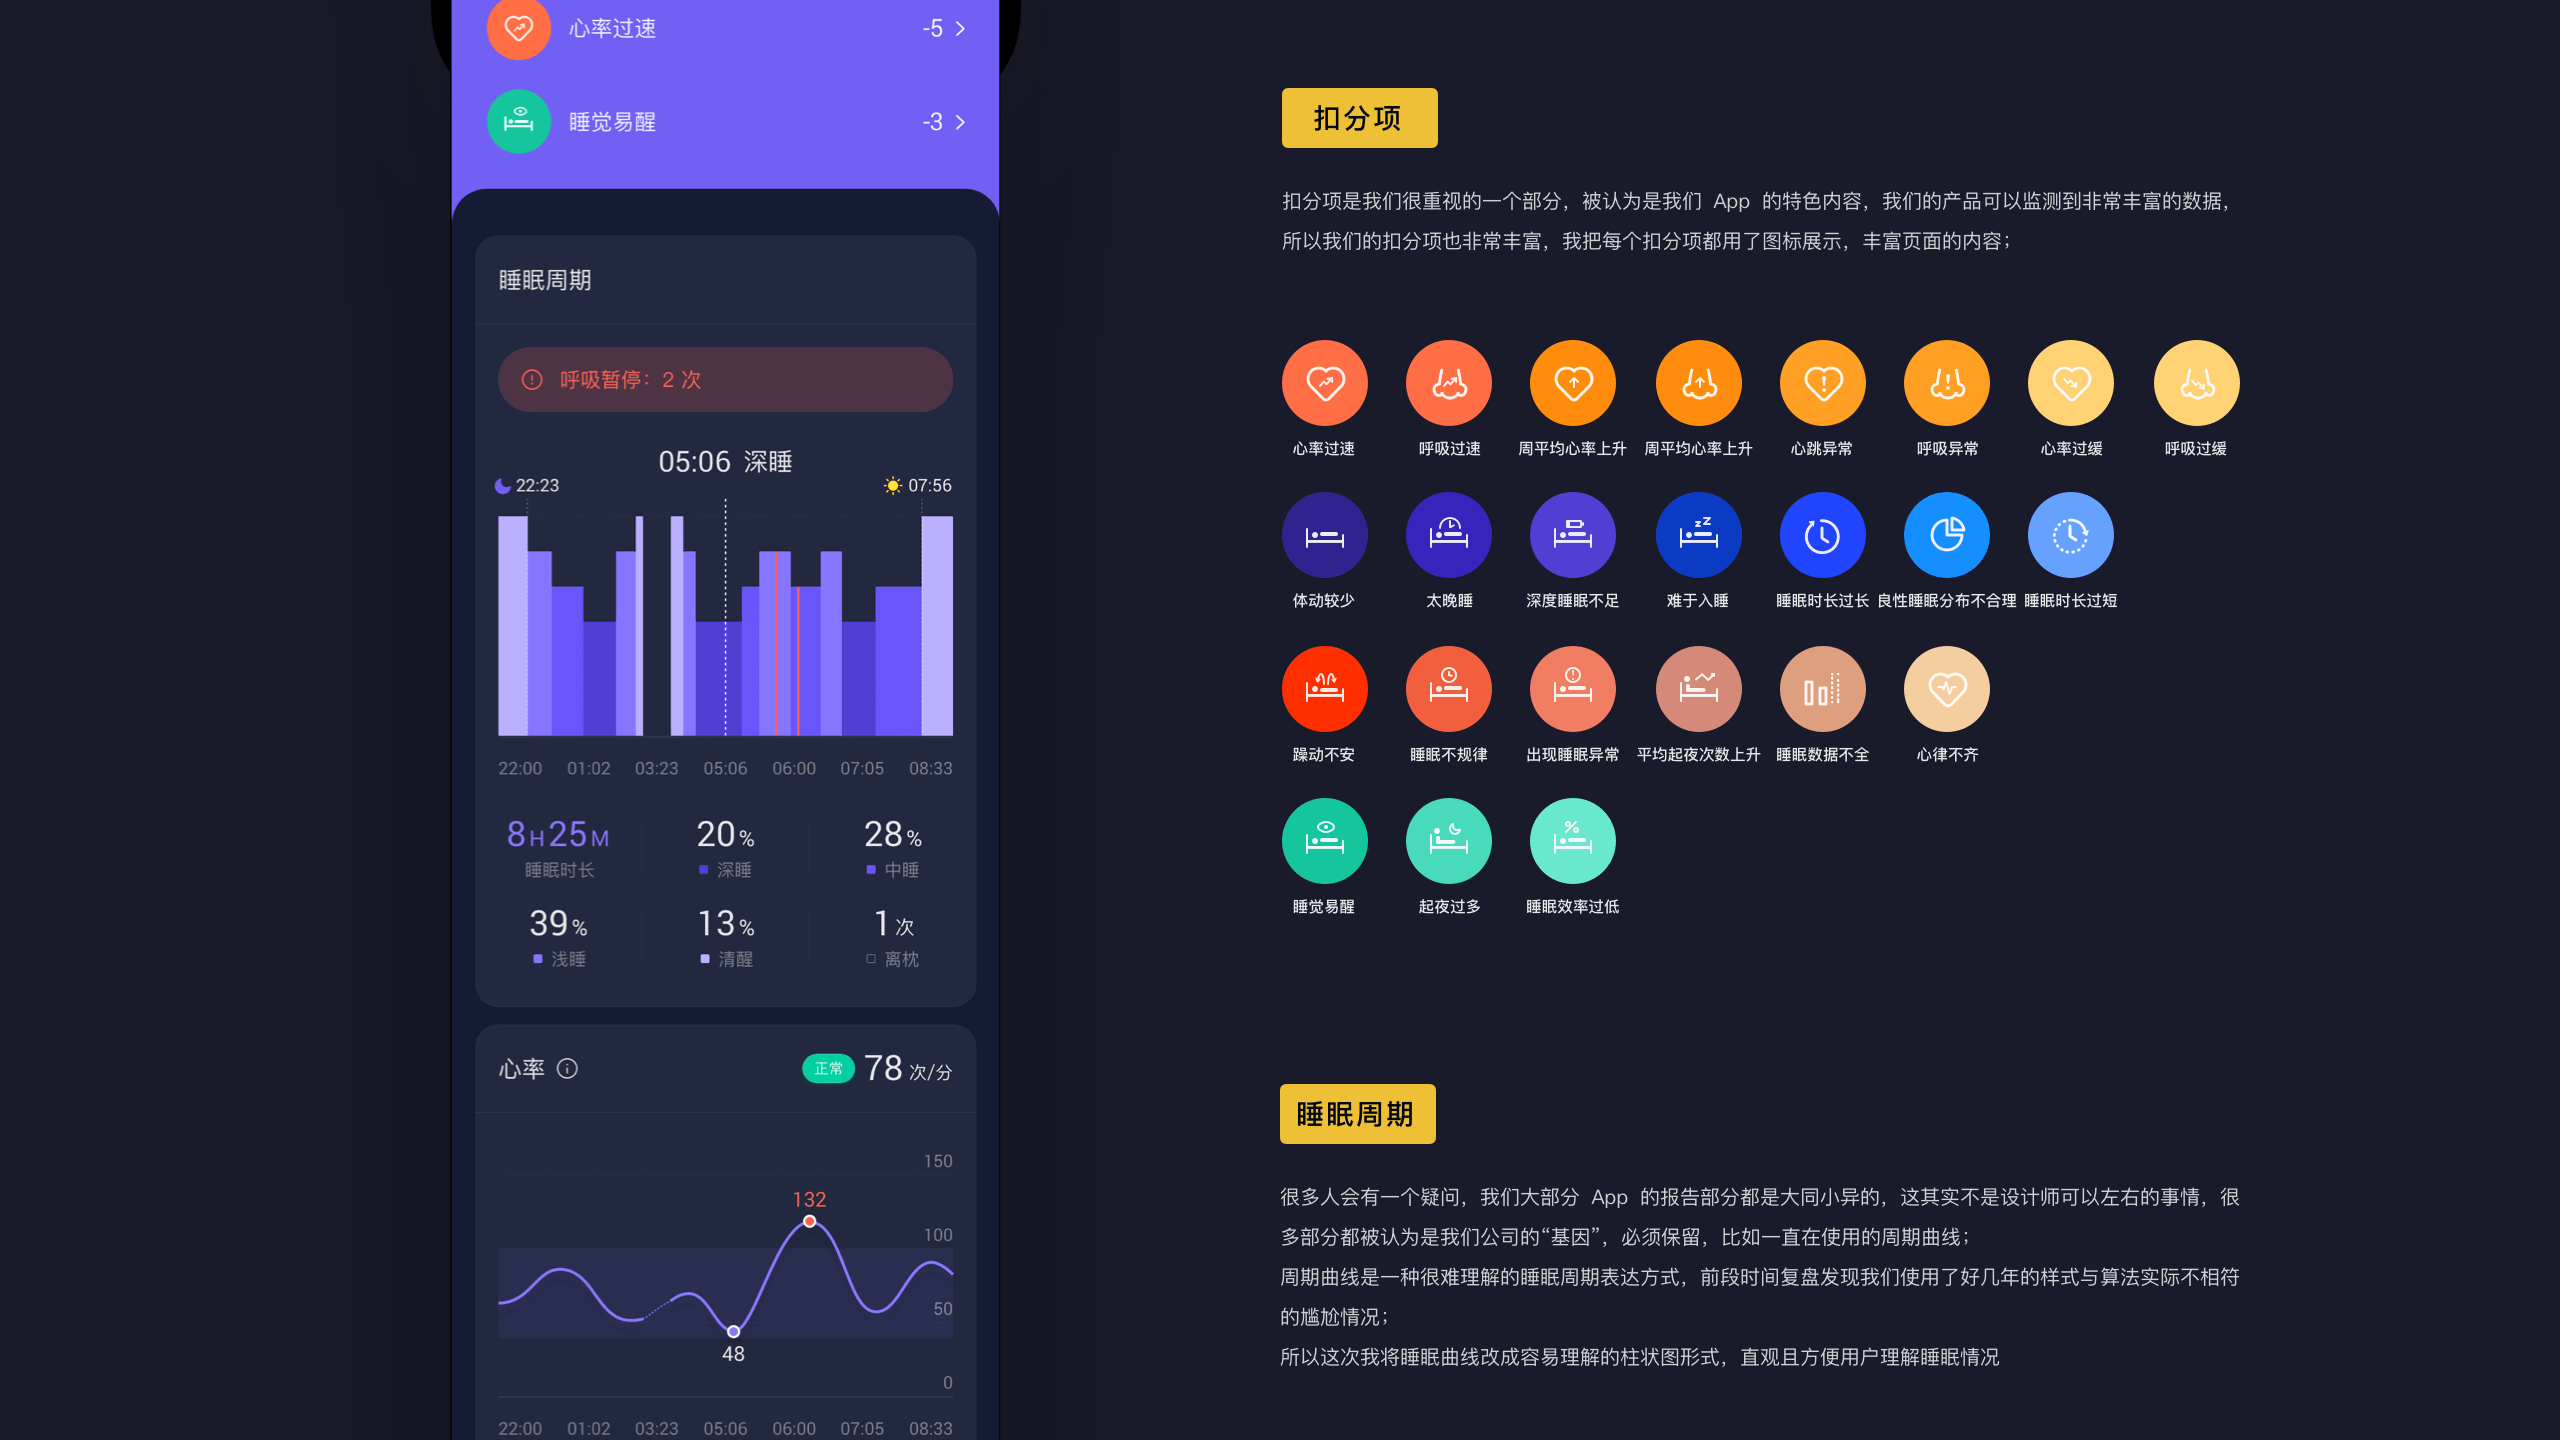 心率过速 -5
睡觉易醒 -3
睡眠周期
呼吸暂停：2 次
05:06 深睡
22:23 07:56
22:00 01:02 03:23 05:06 06:00 07:05 08:33
8H25M 20% 28%
睡眠时长 深睡 中睡
39% 13% 1次
浅睡 清醒 离枕
心率 正常 78 次/分
150
132
100
50
48
0
22:00 01:02 03:23 05:06 06:00 07:05 08:33
扣分项
扣分项是我们很重视的一个部分，被认为是我们 App 的特色内容，我们的产品可以监测到非常丰富的数据，
所以我们的扣分项也非常丰富，我把每个扣分项都用了图标展示，丰富页面的内容；
心率过速 呼吸过速 周平均心率上升 周平均心率上升 心跳异常 呼吸异常 心率过缓 呼吸过缓
zZ
体动较少 太晚睡 深度睡眠不足 难于入睡 睡眠时长过长 良性睡眠分布不合理 睡眠时长过短
躁动不安 睡眠不规律 出现睡眠异常 平均起夜次数上升 睡眠数据不全 心律不齐
%
睡觉易醒 起夜过多 睡眠效率过低
睡眠周期
很多人会有一个疑问，我们大部分 App 的报告部分都是大同小异的，这其实不是设计师可以左右的事情，很
多部分都被认为是我们公司的“基因”，必须保留，比如一直在使用的周期曲线；
周期曲线是一种很难理解的睡眠周期表达方式，前段时间复盘发现我们使用了好几年的样式与算法实际不相符
的尴尬情况；
所以这次我将睡眠曲线改成容易理解的柱状图形式，直观且方便用户理解睡眠情况